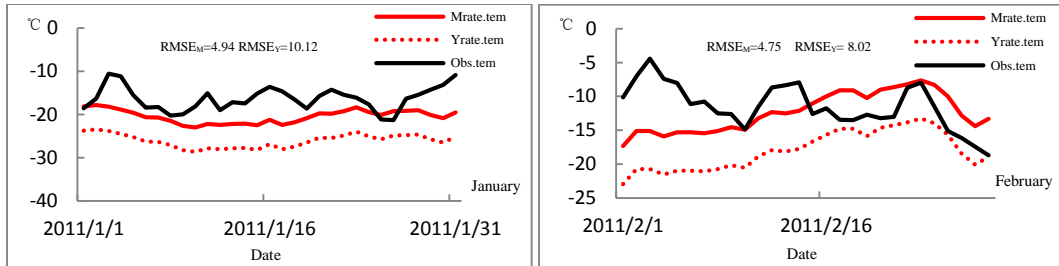 ℃
0
-10
-20
-30
-40
Mrate.tem
Yrate.tem
Obs.tem
RMSEM=4.94 RMSEY=10.12
January
2011/1/1 2011/1/16 2011/1/31
Date
℃
0
-5
-10
-15
-20
-25
Mrate.tem
Yrate.tem
Obs.tem
RMSEM=4.75 RMSEY= 8.02
February
2011/2/1 2011/2/16
Date